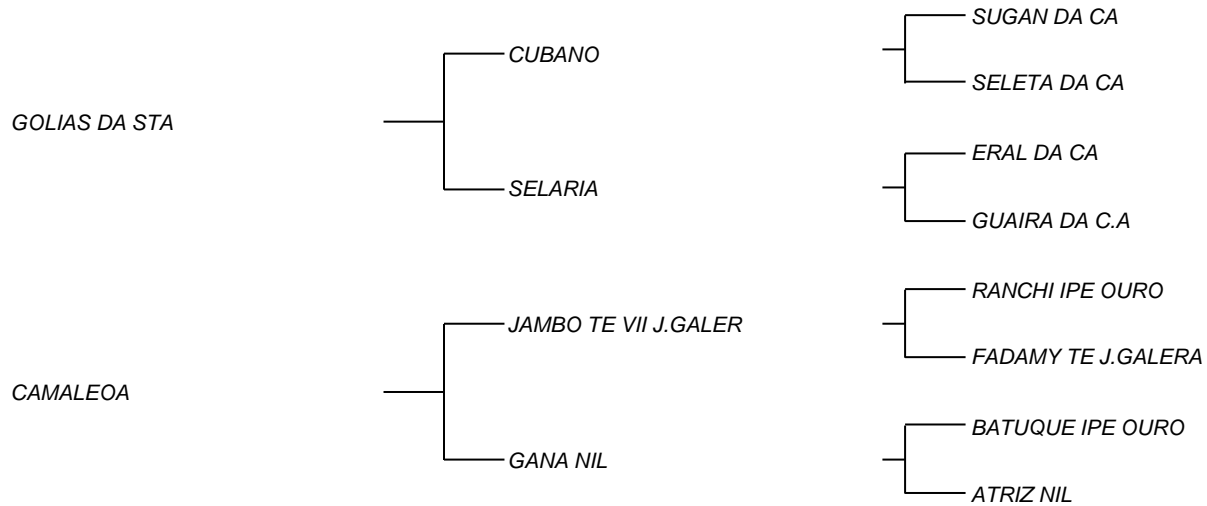 SUGAN DA CA
CUBANO
SELETA DA CA
GOLIAS DA STA
ERAL DA CA
SELARIA
GUAIRA DA C.A
RANCHI IPE OURO
JAMBO TE VII J.GALER
FADAMY TE J.GALERA
CAMALEOA
BATUQUE IPE OURO
GANA NIL
ATRIZ NIL